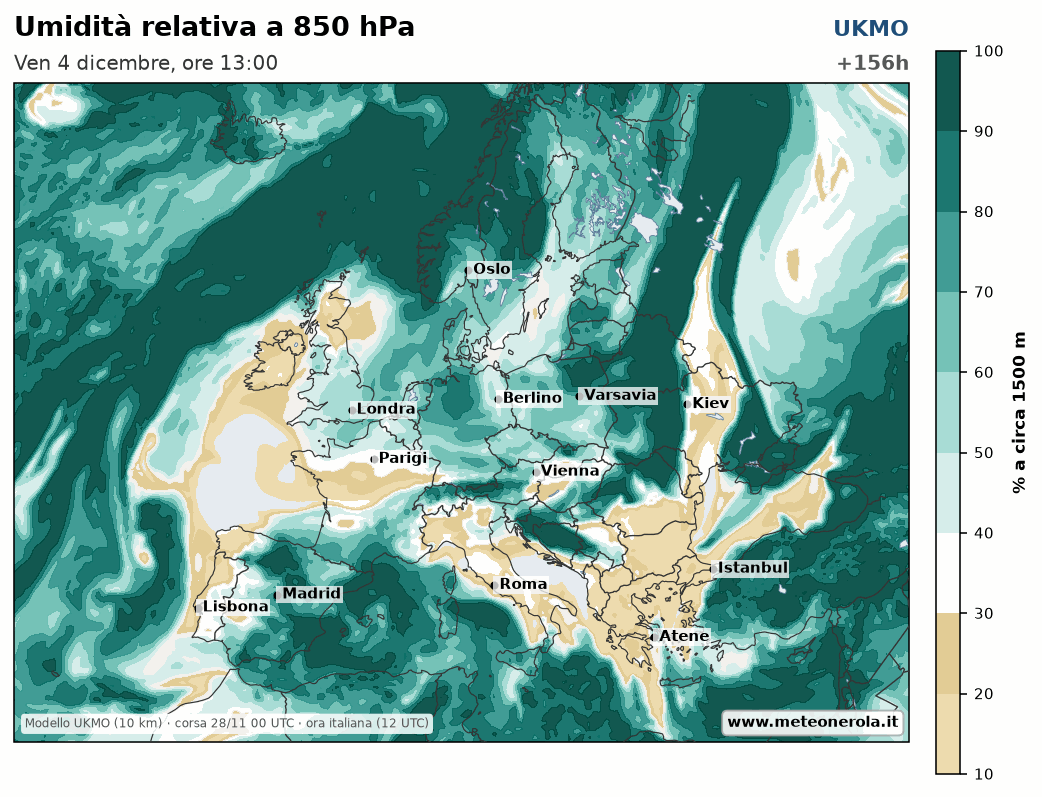 Umidità relativa a 850 hPa
UKMO
Ven 4 dicembre, ore 13:00
+156h
100
90
80
70
60
50
40
30
20
10
% a circa 1500 m
Oslo
Berlino
Varsavia
Kiev
Londra
Parigi
Vienna
Istanbul
Roma
Madrid
Lisbona
Atene
Modello UKMO (10 km) · corsa 28/11 00 UTC · ora italiana (12 UTC)
www.meteonerola.it